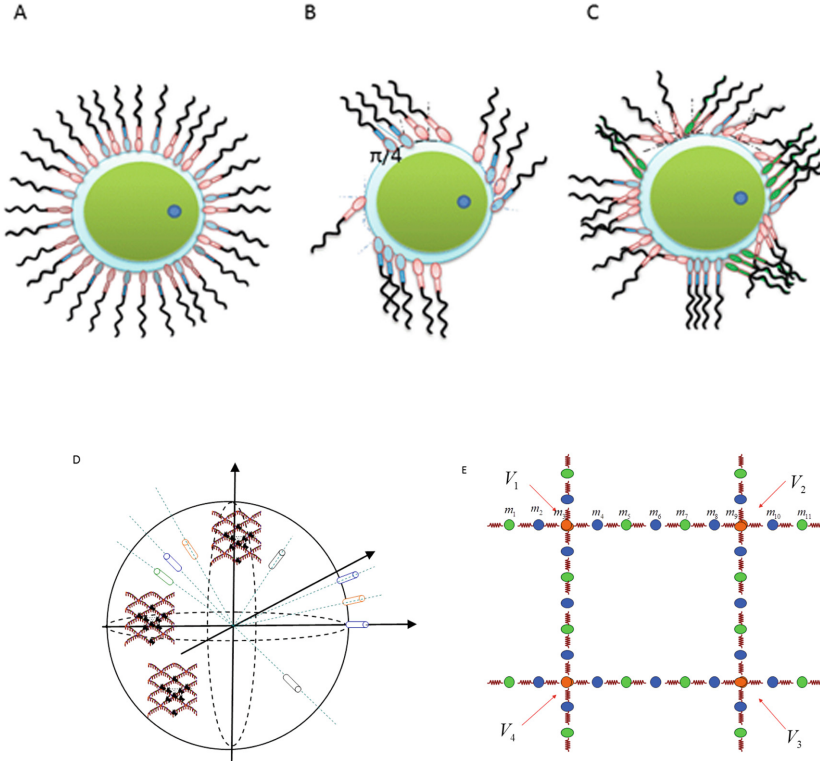 A
B
C
π/4
D
E
V₁
V₂
m₁ m₂ m₃ m₄ m₅ m₆ m₇ m₈ m₉ m₁₀ m₁₁
V₄
V₃